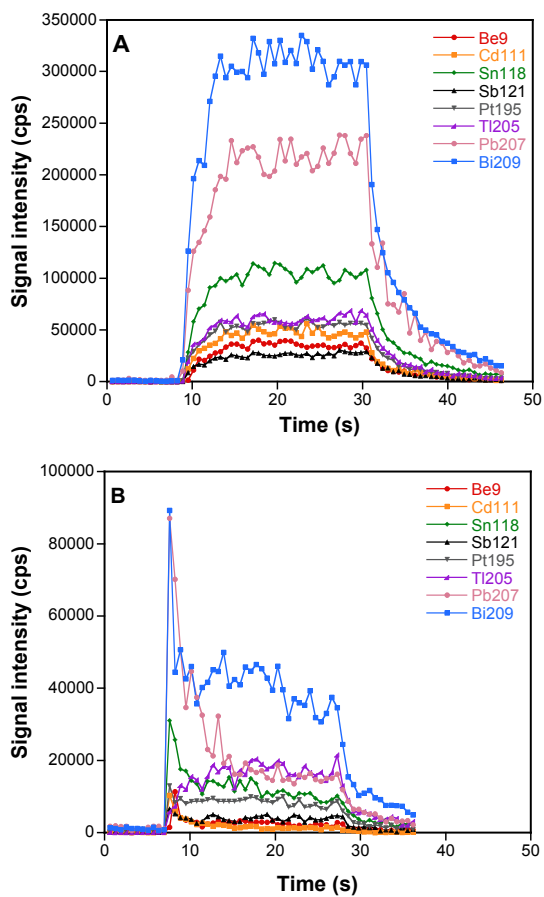 A
Signal intensity (cps)
350000
300000
250000
200000
150000
100000
50000
0
Be9
Cd111
Sn118
Sb121
Pt195
Tl205
Pb207
Bi209
0 10 20 30 40 50
Time (s)
B
Signal intensity (cps)
100000
80000
60000
40000
20000
0
Be9
Cd111
Sn118
Sb121
Pt195
Tl205
Pb207
Bi209
0 10 20 30 40 50
Time (s)